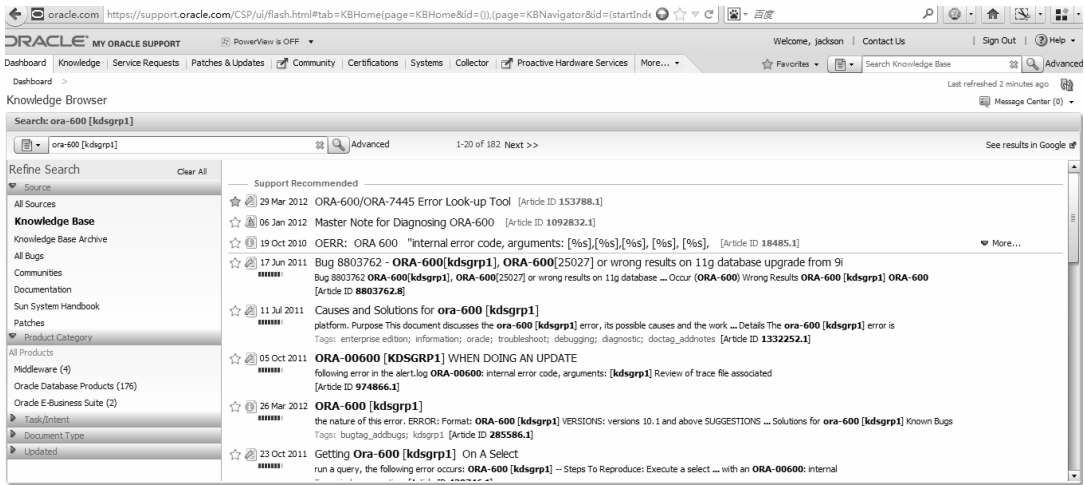 oracle.com https://support.oracle.com/CSP/ui/flash.html#tab=KBHome(page=KBHome&id=()),(page=KBNavigator&id=(startInde
百度
ORACLE MY ORACLE SUPPORT
PowerView is OFF
Welcome, jackson | Contact Us | Sign Out | Help
Dashboard Knowledge | Service Requests | Patches & Updates | Community | Certifications | Systems | Collector | Proactive Hardware Services | More...
Favorites Search Knowledge Base Advanced
Dashboard >
Last refreshed 2 minutes ago
Knowledge Browser
Message Center (0)
Search: ora-600 [kdsgrp1]
ora-600 [kdsgrp1] Advanced 1-20 of 182 Next >> See results in Google
Refine Search Clear All
Source
All Sources
Knowledge Base
Knowledge Base Archive
All Bugs
Communities
Documentation
Sun System Handbook
Patches
Product Category
All Products
Middleware (4)
Oracle Database Products (176)
Oracle E-Business Suite (2)
Task/Intent
Document Type
Updated
Support Recommended
29 Mar 2012 ORA-600/ORA-7445 Error Look-up Tool [Article ID 153788.1]
06 Jan 2012 Master Note for Diagnosing ORA-600 [Article ID 1092832.1]
19 Oct 2010 OERR: ORA 600 "internal error code, arguments: [%s],[%s],[%s], [%s], [%s], [Article ID 18485.1] More...
17 Jun 2011 Bug 8803762 - ORA-600[kdsgrp1], ORA-600[25027] or wrong results on 11g database upgrade from 9i
Bug 8803762 ORA-600[kdsgrp1], ORA-600[25027] or wrong results on 11g database ... Occur (ORA-600) Wrong Results ORA-600 [kdsgrp1] ORA-600
[Article ID 8803762.8]
11 Jul 2011 Causes and Solutions for ora-600 [kdsgrp1]
platform. Purpose This document discusses the ora-600 [kdsgrp1] error, its possible causes and the work ... Details The ora-600 [kdsgrp1] error is
Tags: enterprise edition; information; oracle; troubleshoot; debugging; diagnostic; doctag_addnotes [Article ID 1332252.1]
05 Oct 2011 ORA-00600 [KDSGRP1] WHEN DOING AN UPDATE
following error in the alert.log ORA-00600: internal error code, arguments: [kdsgrp1] Review of trace file associated
[Article ID 974866.1]
26 Mar 2012 ORA-600 [kdsgrp1]
the nature of this error. ERROR: Format: ORA-600 [kdsgrp1] VERSIONS: versions 10.1 and above SUGGESTIONS ... Solutions for ora-600 [kdsgrp1] Known Bugs
Tags: bugtag_addbugs; kdsgrp1 [Article ID 285586.1]
23 Oct 2011 Getting Ora-600 [kdsgrp1] On A Select
run a query, the following error occurs: ORA-600 [kdsgrp1] -- Steps To Reproduce: Execute a select ... with an ORA-00600: internal